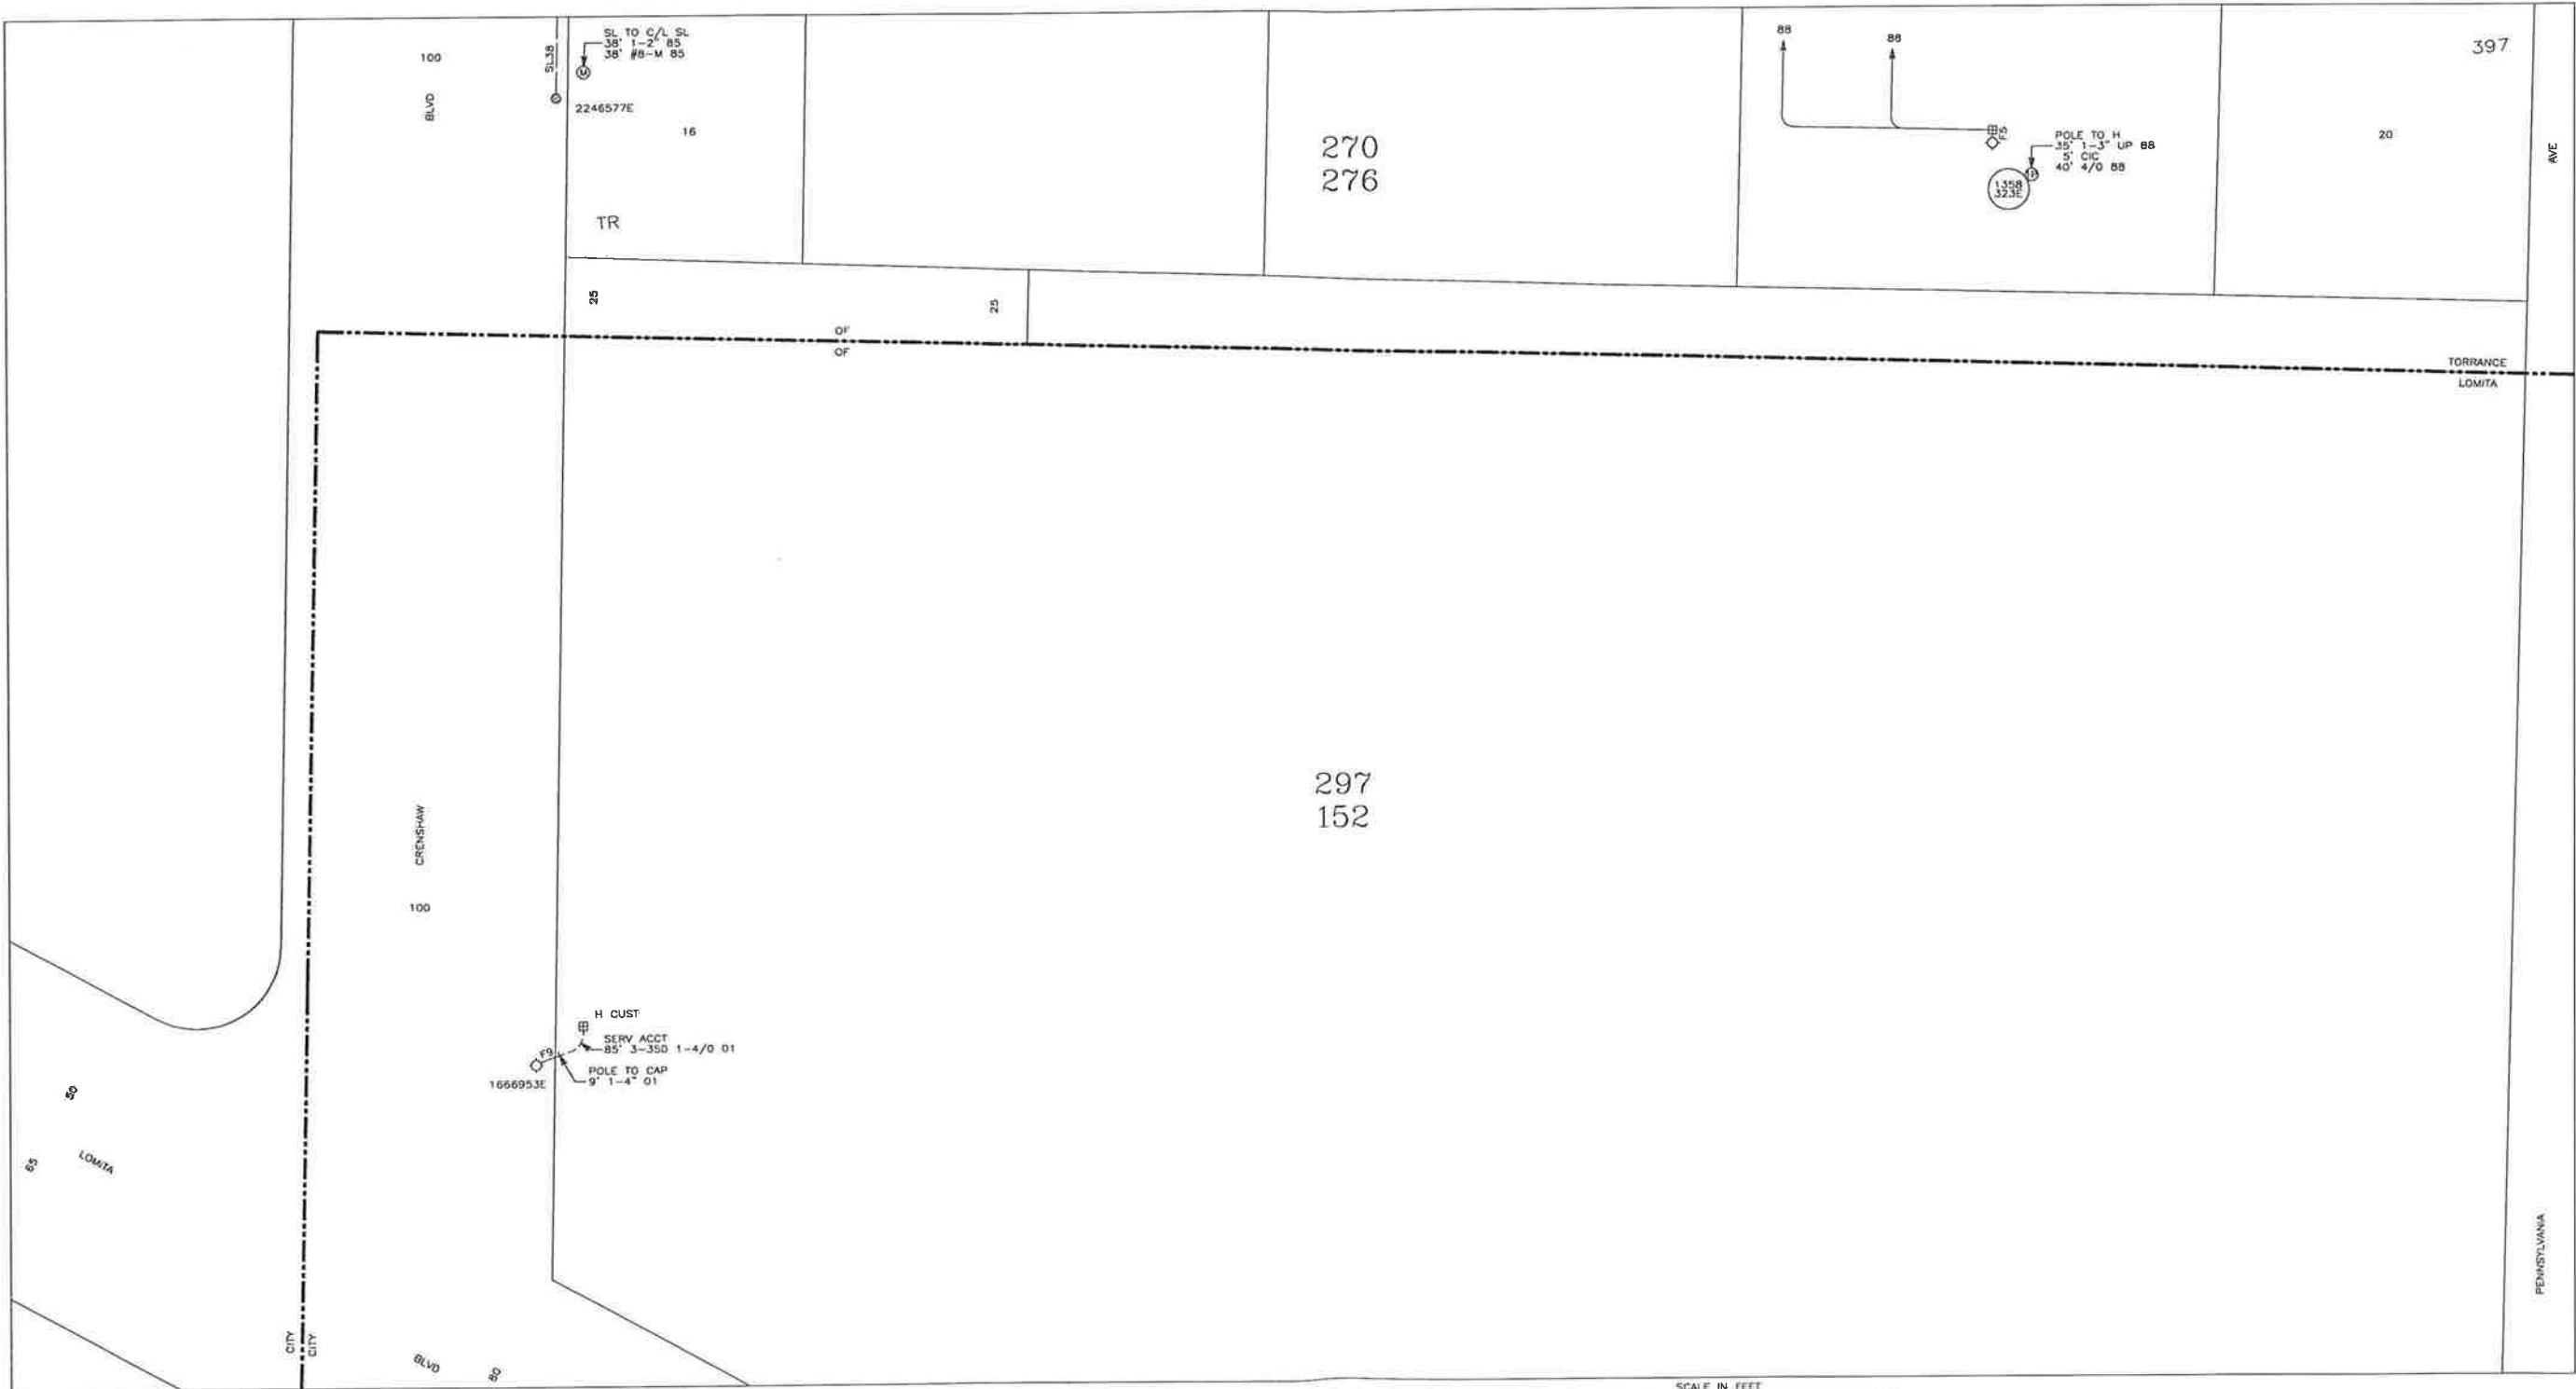 100
BLVD
SL38
SL TO C/L SL
38' 1-2" 85
38' #8-M 85
M
2246577E
16
TR
270
276
88
88
F5
POLE TO H
35' 1-3" UP 88
5' CIC
40' 4/0 88
P
1358
323E
397
20
AVE
25
25
OF
OF
TORRANCE
LOMITA
297
152
CRENSHAW
100
H CUST
SERV ACCT
85' 3-350 1-4/0 01
F9
POLE TO CAP
9' 1-4" 01
1666953E
50
65
LOMITA
CITY
CITY
BLVD
80
PENNSYLVANIA
SCALE IN FEET